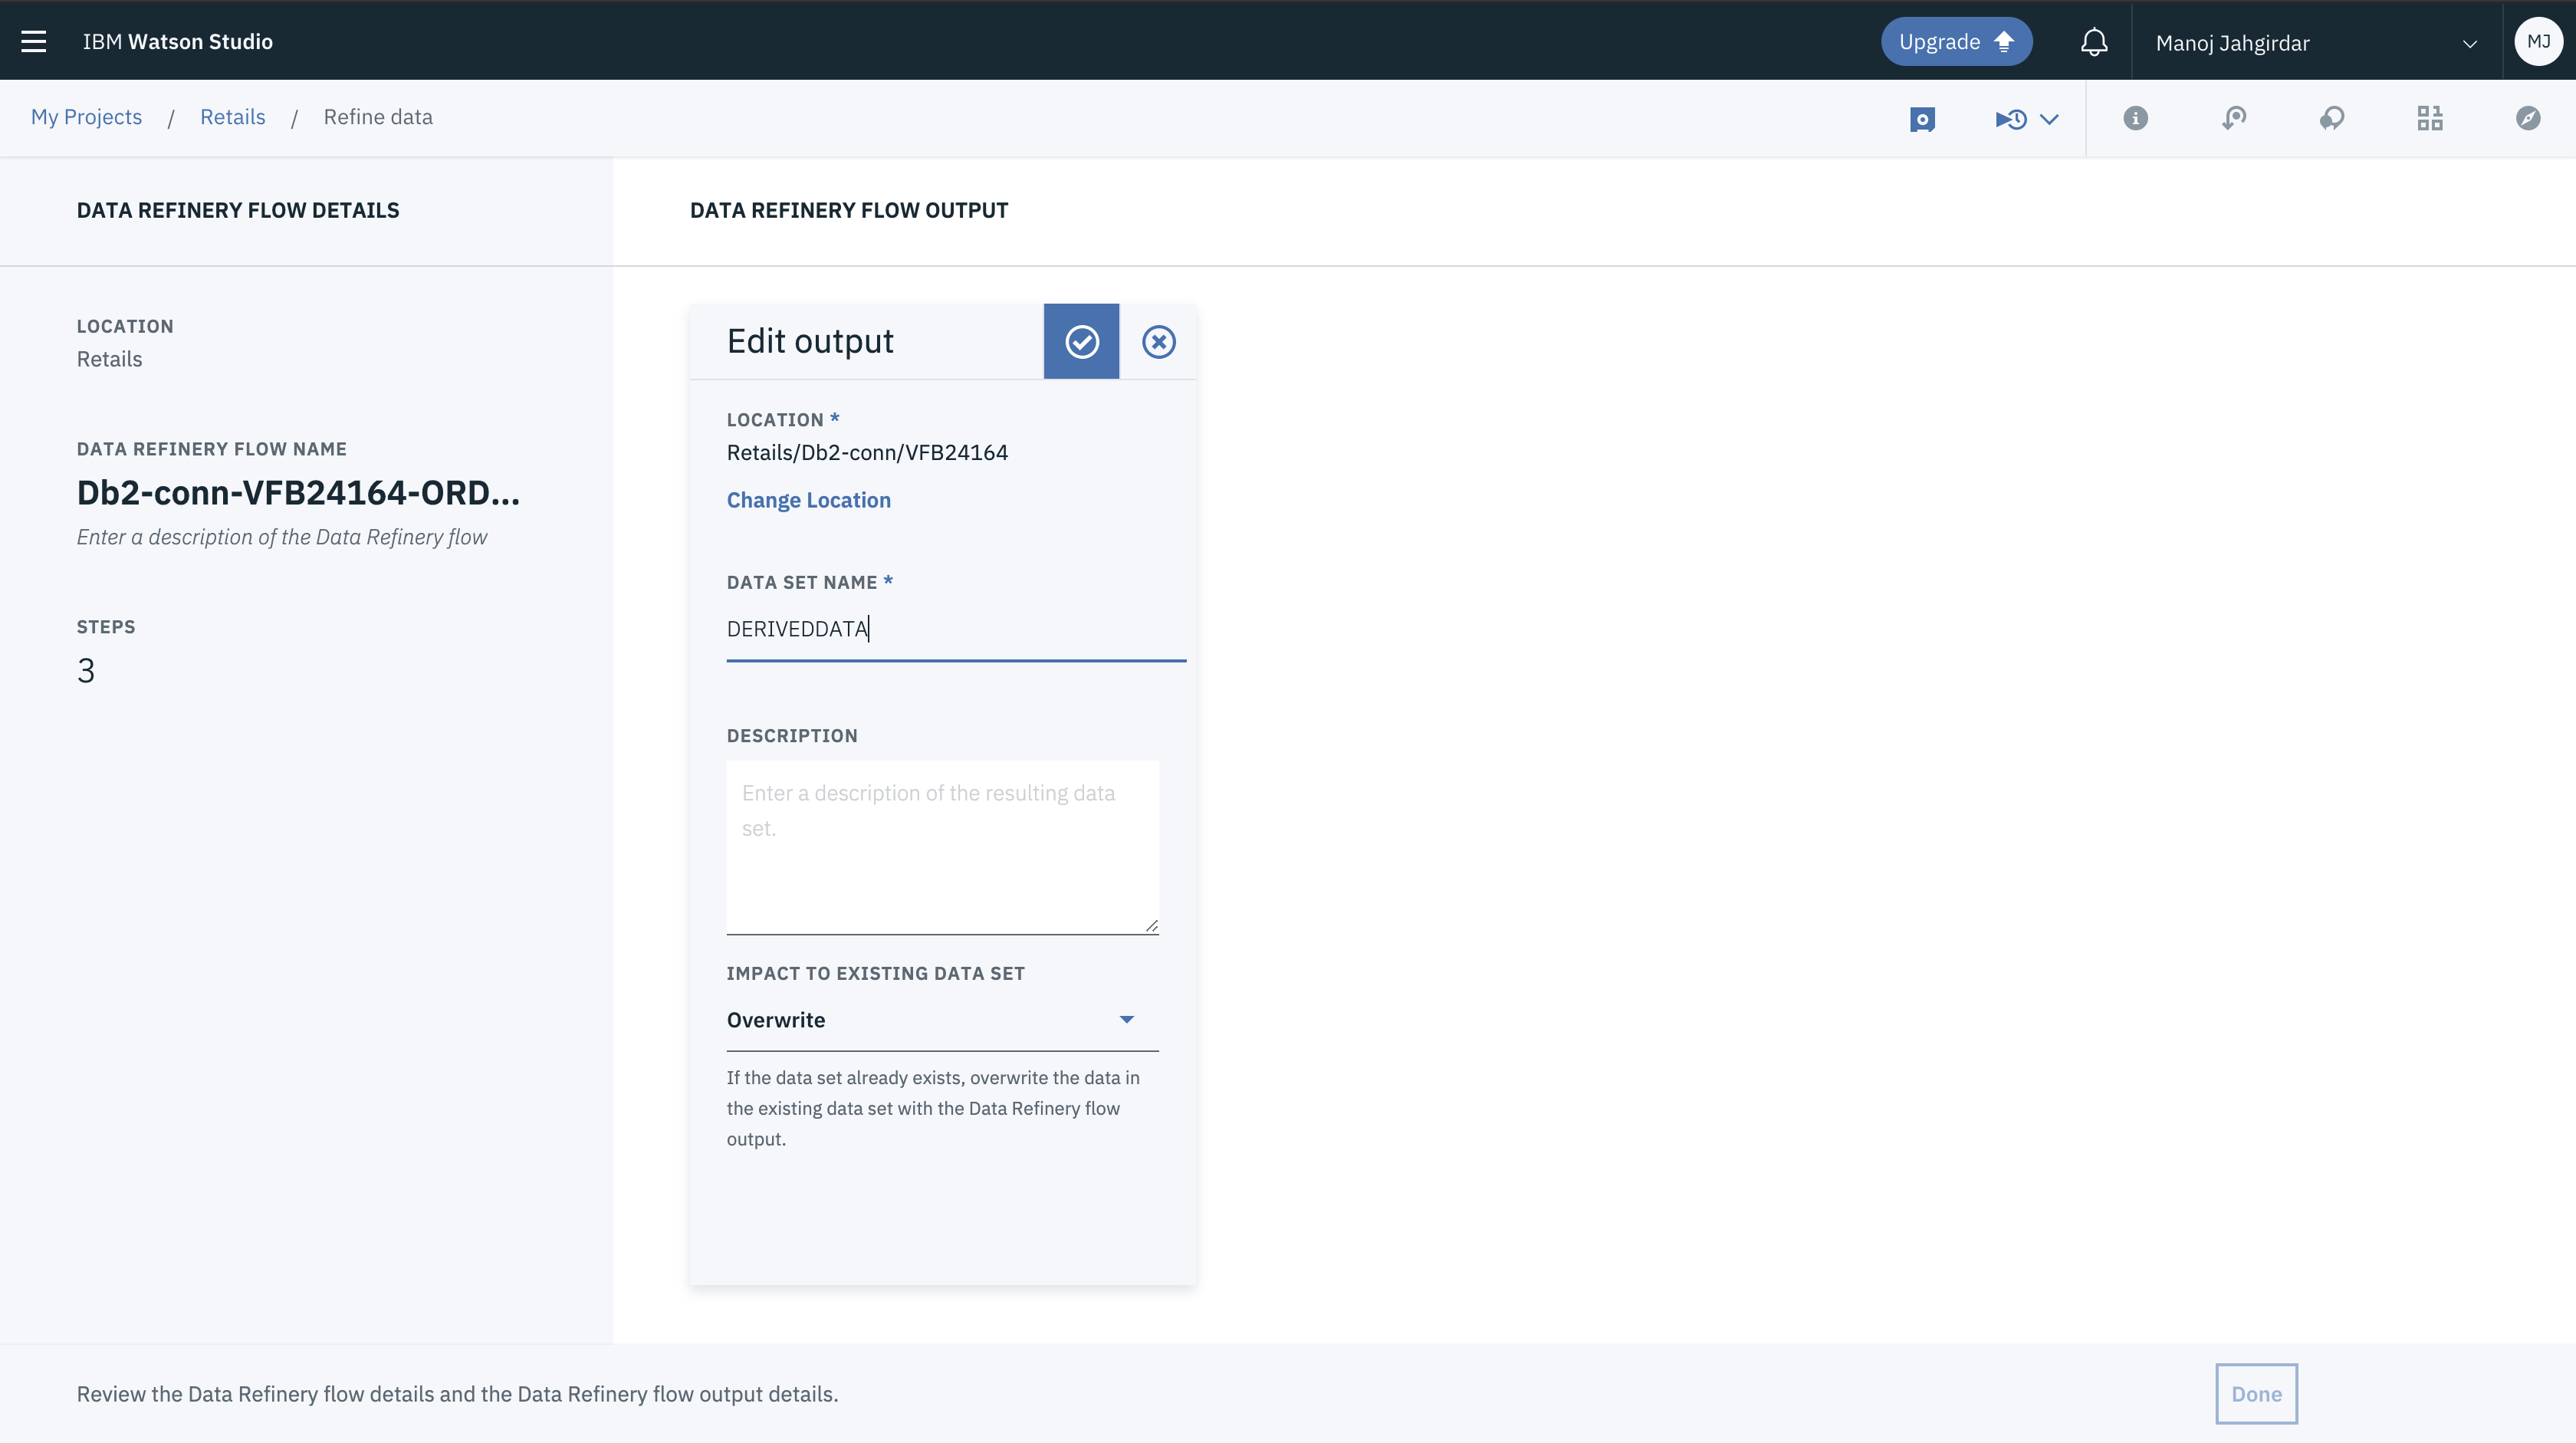 IBM Watson Studio
Upgrade
Manoj Jahgirdar
MJ
My Projects / Retails / Refine data
DATA REFINERY FLOW DETAILS
DATA REFINERY FLOW OUTPUT
LOCATION
Retails
DATA REFINERY FLOW NAME
Db2-conn-VFB24164-ORD...
Enter a description of the Data Refinery flow
STEPS
3
Edit output
LOCATION *
Retails/Db2-conn/VFB24164
Change Location
DATA SET NAME *
DERIVEDDATA
DESCRIPTION
Enter a description of the resulting data
set.
IMPACT TO EXISTING DATA SET
Overwrite
If the data set already exists, overwrite the data in
the existing data set with the Data Refinery flow
output.
Review the Data Refinery flow details and the Data Refinery flow output details.
Done